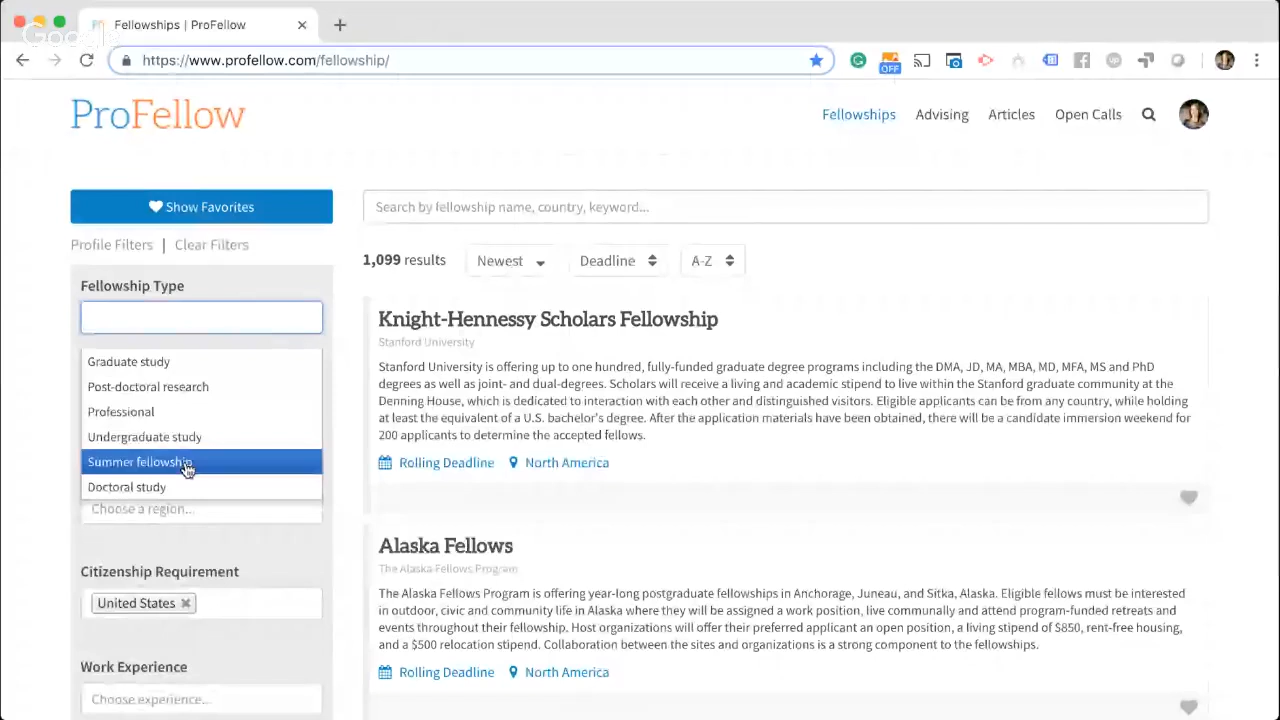 Fellowships | ProFellow
Google
https://www.profellow.com/fellowship/
OFF
ProFellow
Fellowships
Advising
Articles
Open Calls
Show Favorites
Search by fellowship name, country, keyword...
Profile Filters | Clear Filters
1,099 results
Newest
Deadline
A-Z
Fellowship Type
Graduate study
Post-doctoral research
Professional
Undergraduate study
Summer fellowship
Doctoral study
Choose a region...
Citizenship Requirement
United States
Work Experience
Choose experience...
Knight-Hennessy Scholars Fellowship
Stanford University
Stanford University is offering up to one hundred, fully-funded graduate degree programs including the DMA, JD, MA, MBA, MD, MFA, MS and PhD
degrees as well as joint- and dual-degrees. Scholars will receive a living and academic stipend to live within the Stanford graduate community at the
Denning House, which is dedicated to interaction with each other and distinguished visitors. Eligible applicants can be from any country, while holding
at least the equivalent of a U.S. bachelor's degree. After the application materials have been obtained, there will be a candidate immersion weekend for
200 applicants to determine the accepted fellows.
Rolling Deadline
North America
Alaska Fellows
The Alaska Fellows Program
The Alaska Fellows Program is offering year-long postgraduate fellowships in Anchorage, Juneau, and Sitka, Alaska. Eligible fellows must be interested
in outdoor, civic and community life in Alaska where they will be assigned a work position, live communally and attend program-funded retreats and
events throughout their fellowship. Host organizations will offer their preferred applicant an open position, a living stipend of $850, rent-free housing,
and a $500 relocation stipend. Collaboration between the sites and organizations is a strong component to the fellowships.
Rolling Deadline
North America